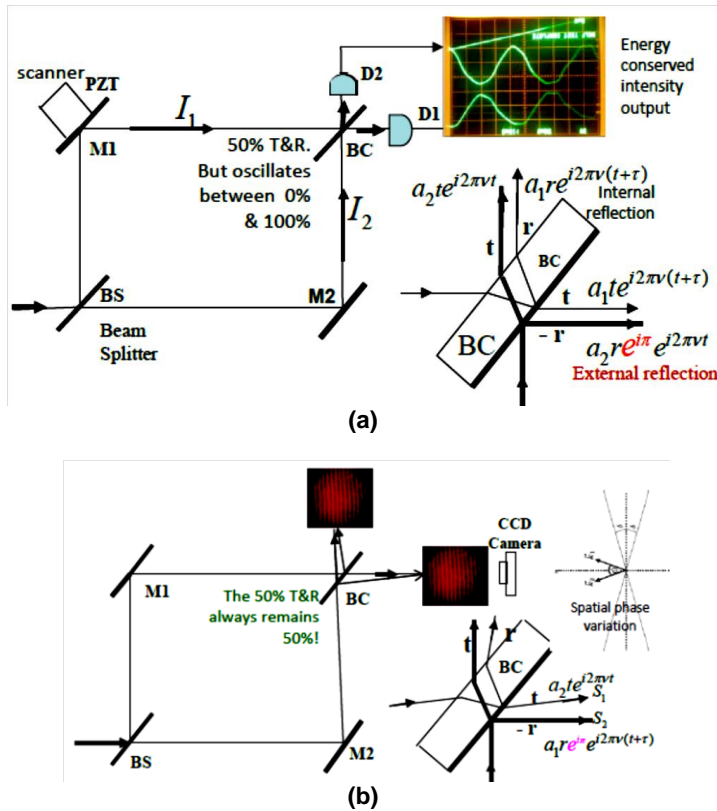 scanner
PZT
M1
I₁
D2
D1
BC
Energy
conserved
intensity
output
50% T&R.
But oscillates
between 0%
& 100%
I₂
BS
Beam
Splitter
M2
a₂te^{i2πνt}
a₁re^{i2πν(t+τ)}
Internal
reflection
r
t
BC
t
a₁te^{i2πν(t+τ)}
BC
- r
a₂re^{iπ}e^{i2πνt}
External reflection
(a)
M1
The 50% T&R
always remains
50%!
BC
CCD
Camera
Spatial phase
variation
BS
M2
t
r
BC
t
a₂te^{i2πνt}
S₁
S₂
- r
a₁re^{iπ}e^{i2πν(t+τ)}
(b)